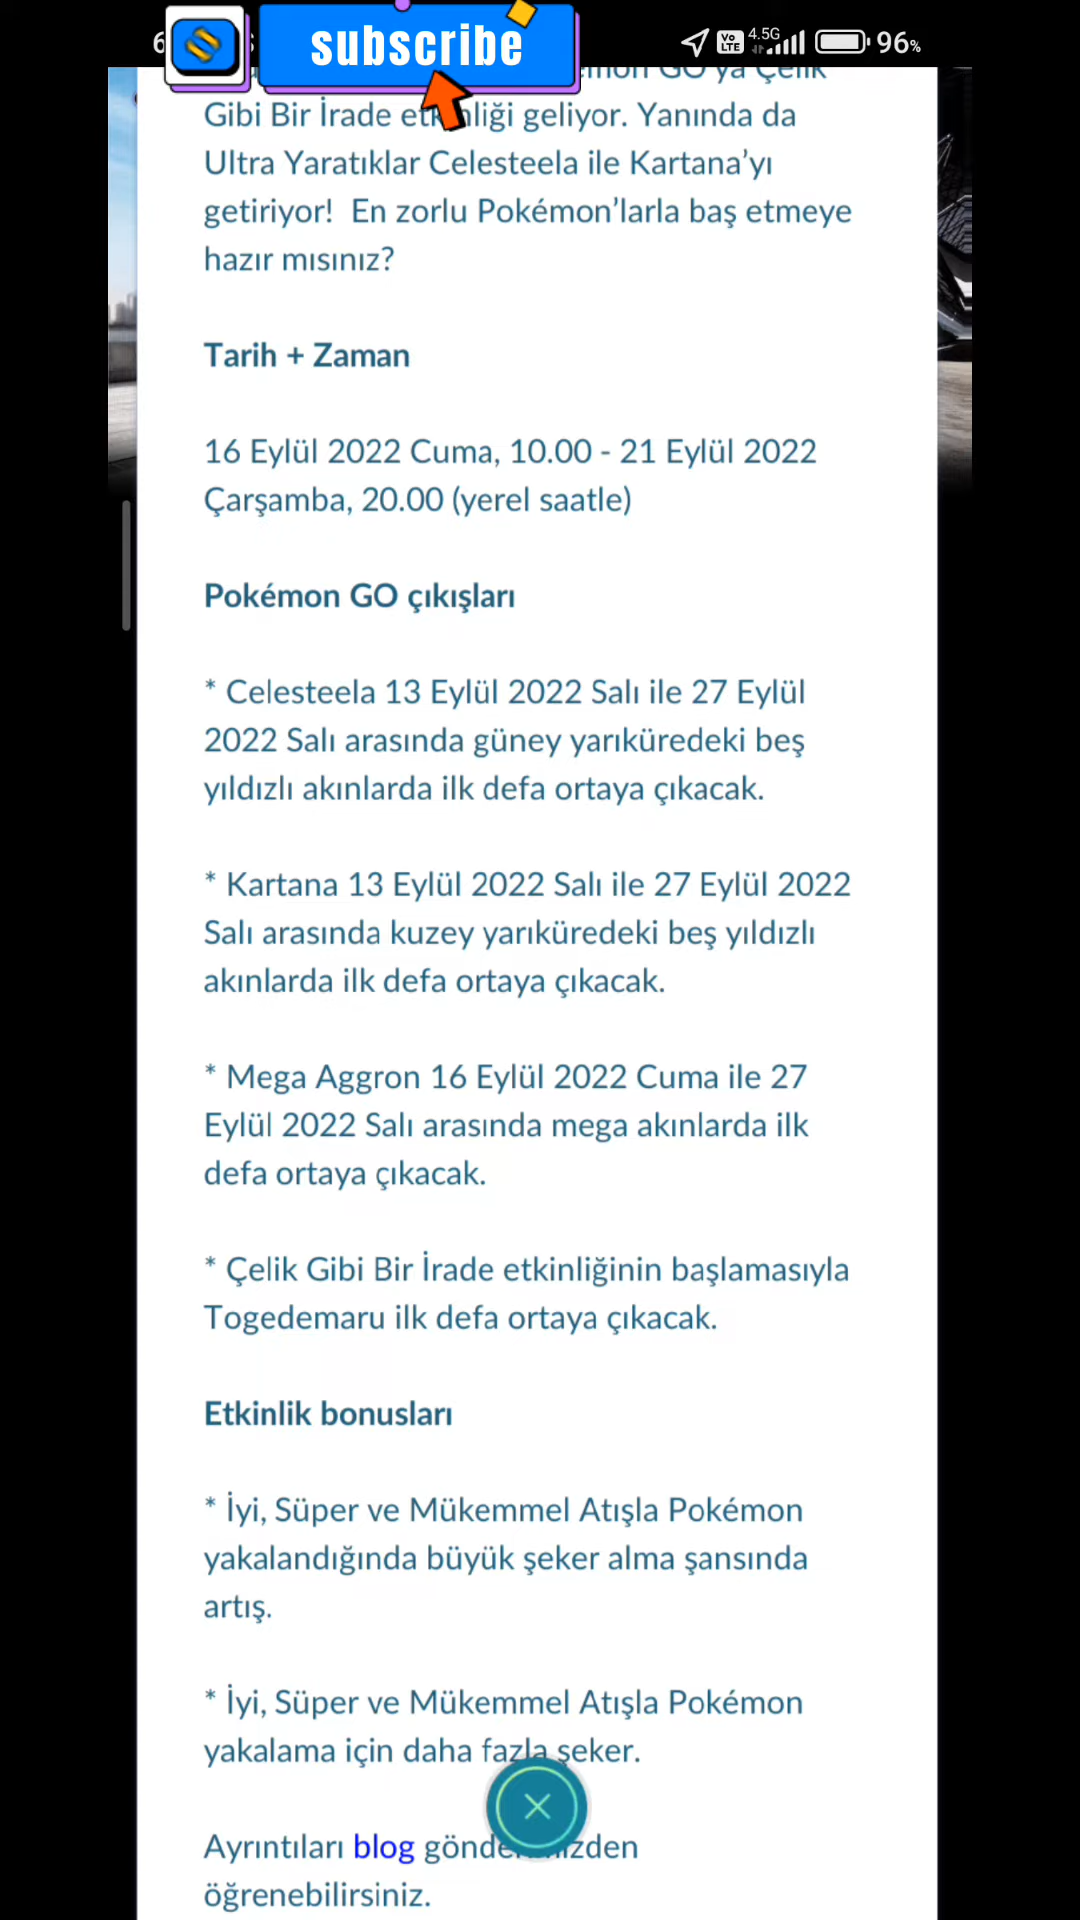 subscribe
4.5G
96%
GO'ya Çelik
Gibi Bir İrade geliyor. Yanında da
Ultra Yaratıklar Celesteela ile Kartana’yı
getiriyor! En zorlu Pokémon’larla baş etmeye
hazır mısınız?
Tarih + Zaman
16 Eylül 2022 Cuma, 10.00 - 21 Eylül 2022
Çarşamba, 20.00 (yerel saatle)
Pokémon GO çıkışları
* Celesteela 13 Eylül 2022 Salı ile 27 Eylül
2022 Salı arasında güney yarıküredeki beş
yıldızlı akınlarda ilk defa ortaya çıkacak.
* Kartana 13 Eylül 2022 Salı ile 27 Eylül 2022
Salı arasında kuzey yarıküredeki beş yıldızlı
akınlarda ilk defa ortaya çıkacak.
* Mega Aggron 16 Eylül 2022 Cuma ile 27
Eylül 2022 Salı arasında mega akınlarda ilk
defa ortaya çıkacak.
* Çelik Gibi Bir İrade etkinliğinin başlamasıyla
Togedemaru ilk defa ortaya çıkacak.
Etkinlik bonusları
* İyi, Süper ve Mükemmel Atışla Pokémon
yakalandığında büyük şeker alma şansında
artış.
* İyi, Süper ve Mükemmel Atışla Pokémon
yakalama için daha fazla şeker.
Ayrıntıları blog
öğrenebilirsiniz.